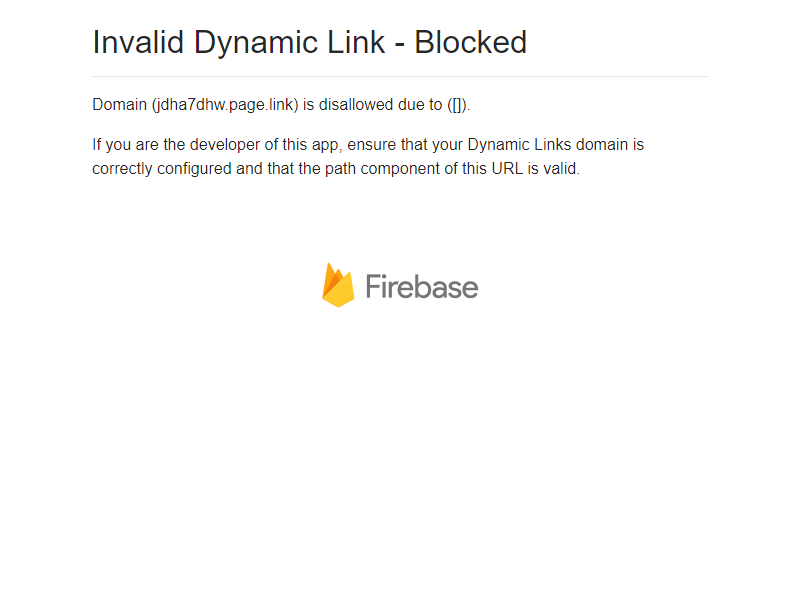 Invalid Dynamic Link - Blocked
Domain (jdha7dhw.page.link) is disallowed due to ([]).
If you are the developer of this app, ensure that your Dynamic Links domain is
correctly configured and that the path component of this URL is valid.
Firebase